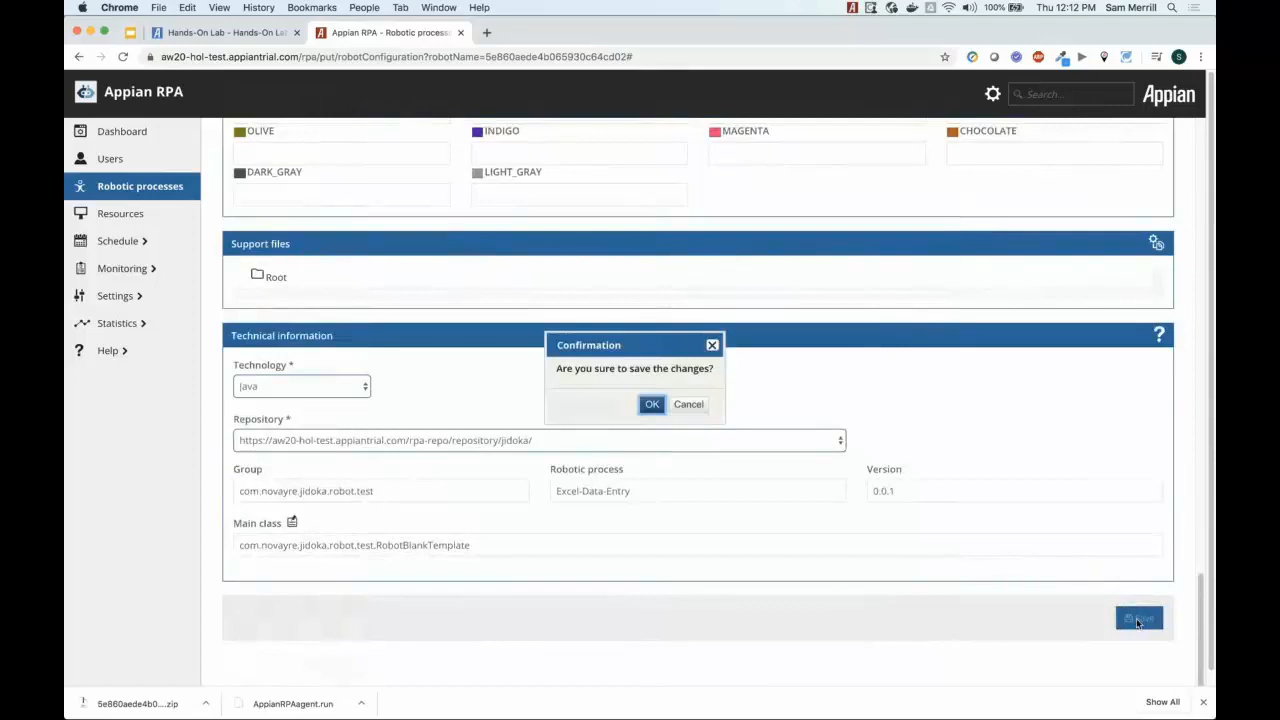 Chrome File Edit View History Bookmarks People Tab Window Help 100% Thu 12:12 PM Sam Merrill
Hands-On Lab - Hands-On La Appian RPA - Robotic process
aw20-hol-test.appiantrial.com/rpa/put/robotConfiguration?robotName=5e860aede4b065930c64cd02# S
Appian RPA Search... Appian
Dashboard
Users
Robotic processes
Resources
Schedule
Monitoring
Settings
Statistics
Help
OLIVE INDIGO MAGENTA CHOCOLATE
DARK_GRAY LIGHT_GRAY
Support files
Root
Technical information ?
Confirmation
Are you sure to save the changes?
OK Cancel
Technology *
Java
Repository *
https://aw20-hol-test.appiantrial.com/rpa-repo/repository/jidoka/
Group Robotic process Version
com.novayre.jidoka.robot.test Excel-Data-Entry 0.0.1
Main class
com.novayre.jidoka.robot.test.RobotBlankTemplate
Save
5e860aede4b0....zip AppianRPAagent.run Show All